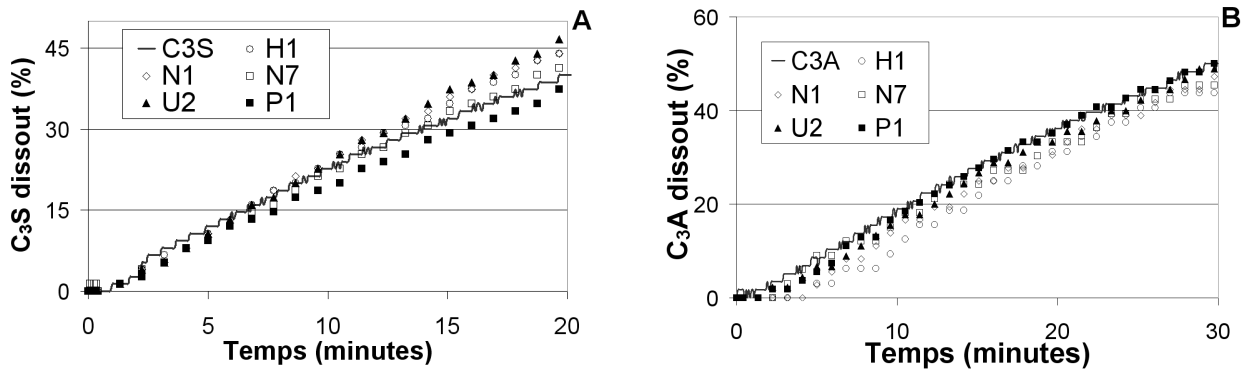 A
C3S dissout (%)
45
30
15
0
C3S H1
N1 N7
U2 P1
0 5 10 15 20
Temps (minutes)
B
C3A dissout (%)
60
40
20
0
C3A H1
N1 N7
U2 P1
0 10 20 30
Temps (minutes)